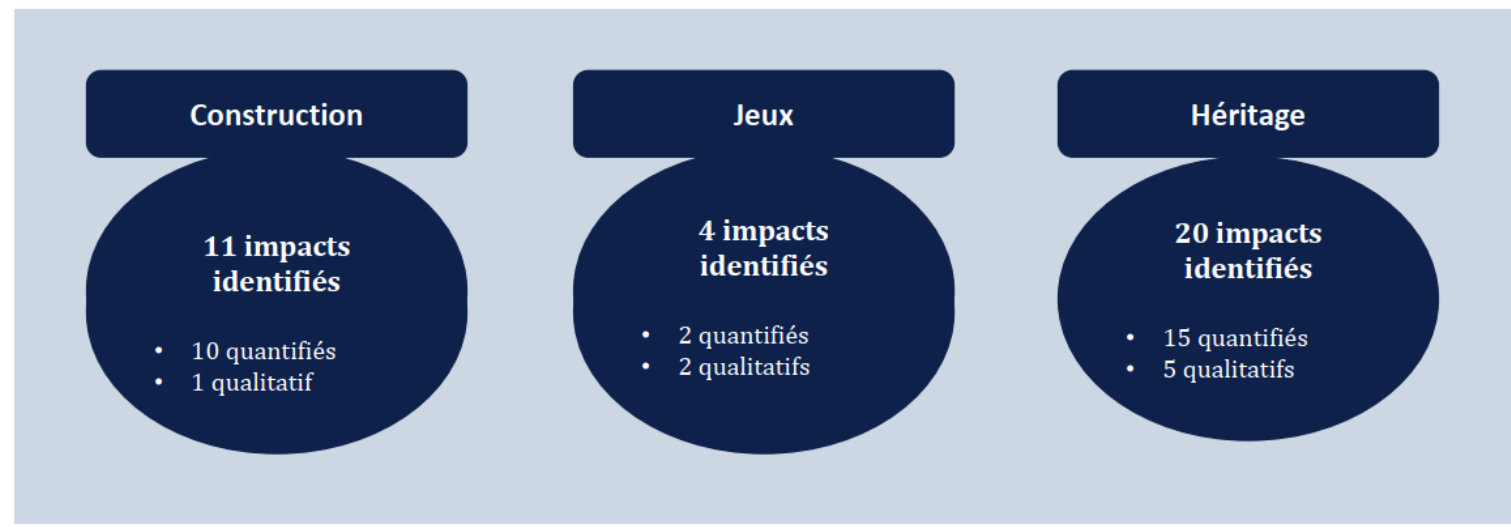 Construction
11 impacts
identifiés
• 10 quantifiés
• 1 qualitatif
Jeux
4 impacts
identifiés
• 2 quantifiés
• 2 qualitatifs
Héritage
20 impacts
identifiés
• 15 quantifiés
• 5 qualitatifs